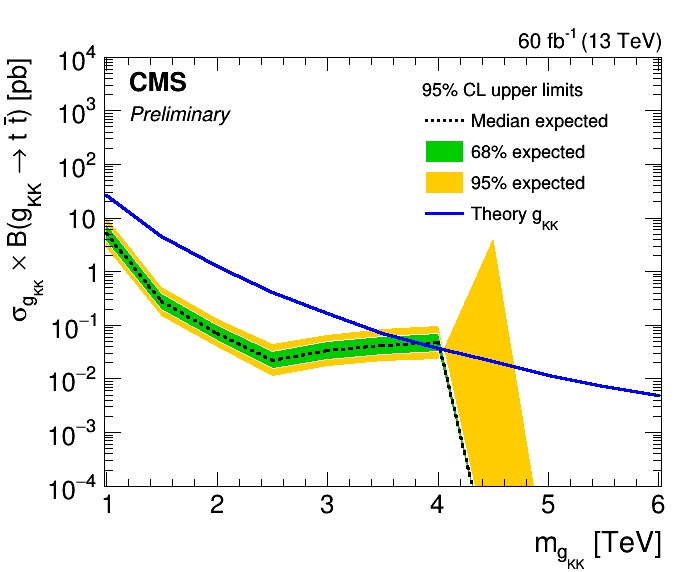 60 fb⁻¹ (13 TeV)
CMS
Preliminary
95% CL upper limits
Median expected
68% expected
95% expected
Theory g_KK
σ_g_KK × B(g_KK → t t̄) [pb]
10⁴
10³
10²
10
1
10⁻¹
10⁻²
10⁻³
10⁻⁴
1 2 3 4 5 6
m_g_KK [TeV]